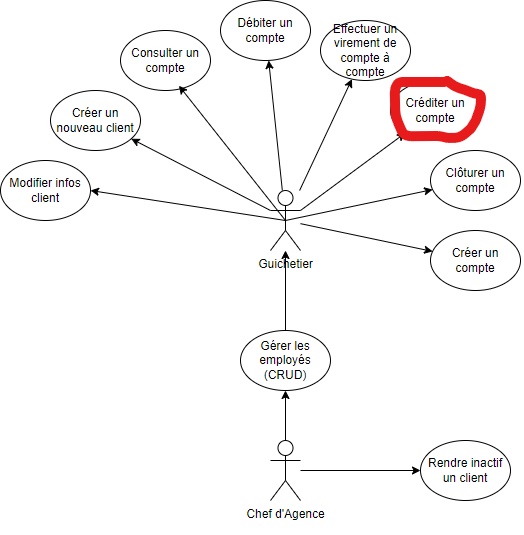 Débiter un
compte
Effectuer un
virement de
compte à
compte
Consulter un
compte
Créditer un
compte
Créer un
nouveau client
Clôturer un
compte
Modifier infos
client
Créer un
compte
Guichetier
Gérer les
employés
(CRUD)
Rendre inactif
un client
Chef d'Agence